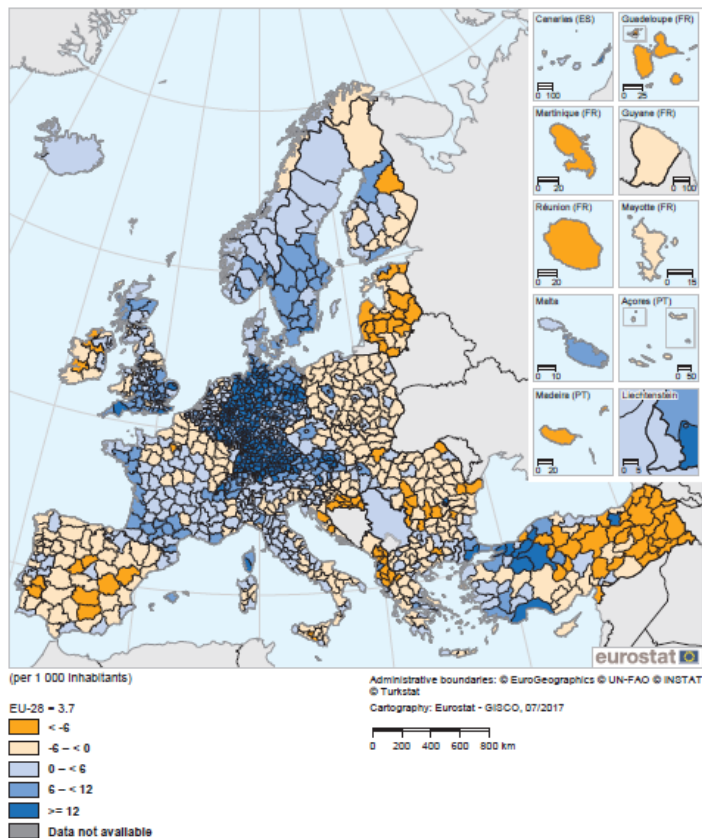 Canarias (ES)
0 100
Guadeloupe (FR)
0 25
Martinique (FR)
0 20
Guyane (FR)
0 100
Réunion (FR)
0 20
Mayotte (FR)
0 15
Malta
0 10
Açores (PT)
0 50
Madeira (PT)
0 20
Liechtenstein
0 5
eurostat
(per 1 000 inhabitants)
EU-28 = 3.7
< -6
-6 – < 0
0 – < 6
6 – < 12
>= 12
Data not available
Administrative boundaries: © EuroGeographics © UN-FAO © INSTAT
© Turkstat
Cartography: Eurostat - GISCO, 07/2017
0 200 400 600 800 km